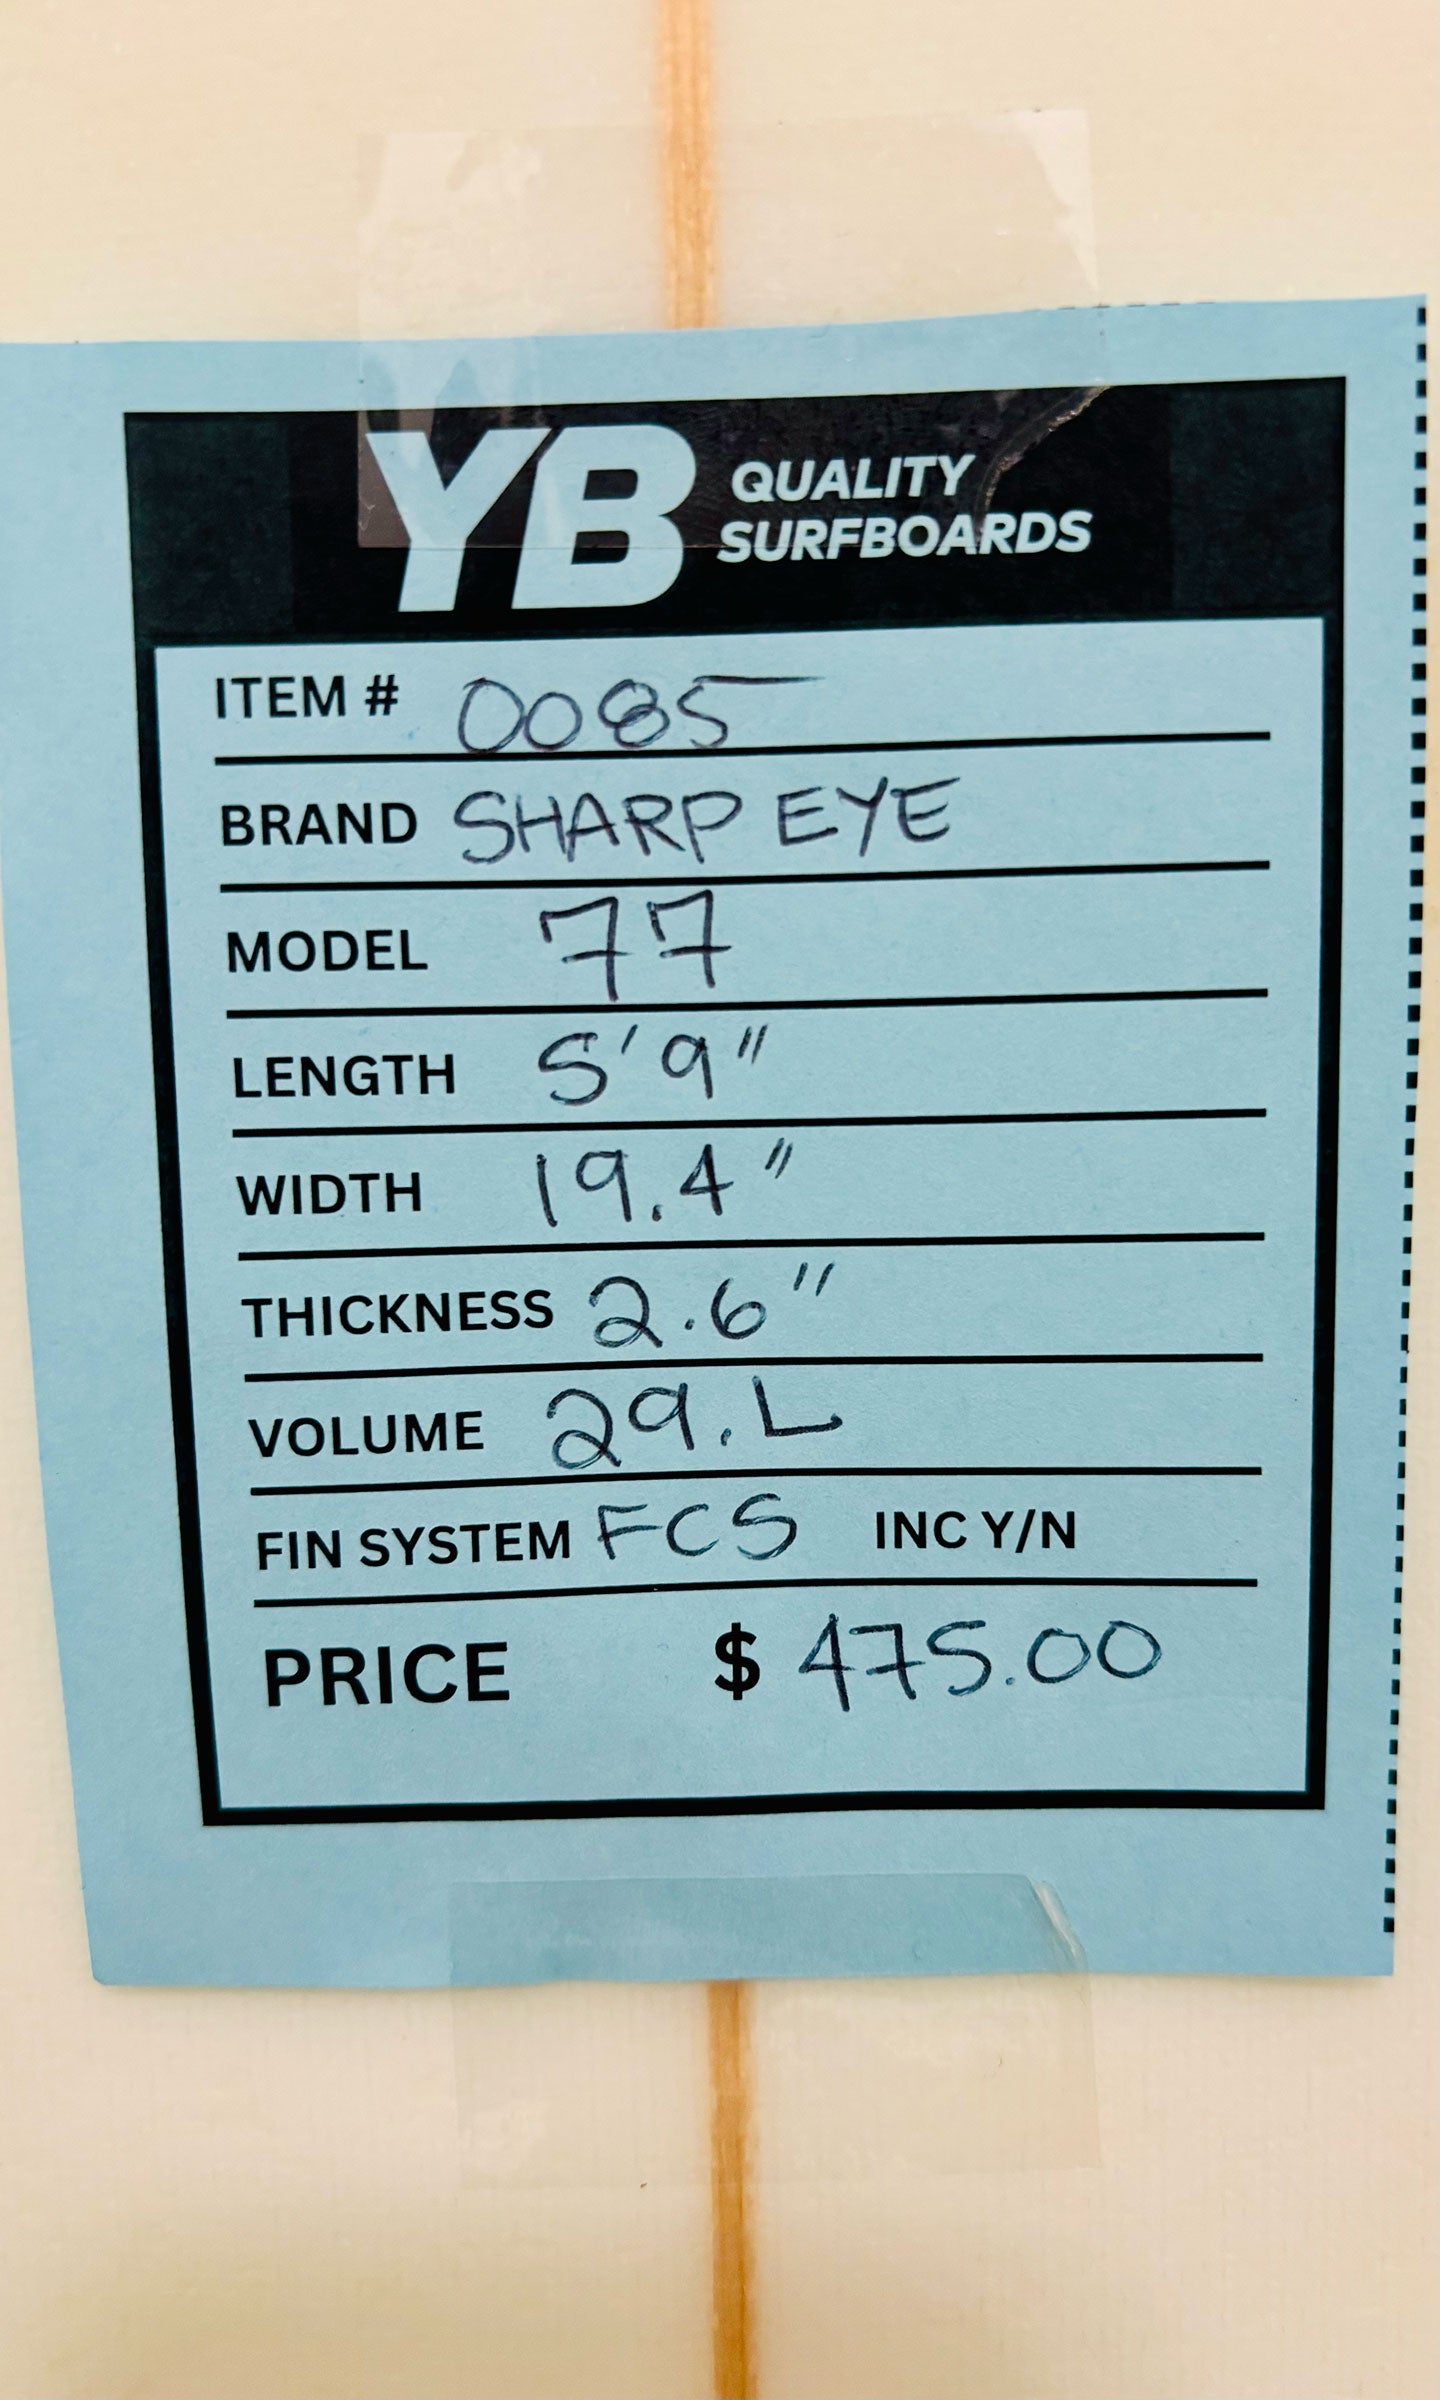 YB QUALITY
SURFBOARDS
ITEM # 0085
BRAND SHARP EYE
MODEL 77
LENGTH 5'9"
WIDTH 19.4"
THICKNESS 2.6"
VOLUME 29.L
FIN SYSTEM FCS INC Y/N
PRICE $ 475.00